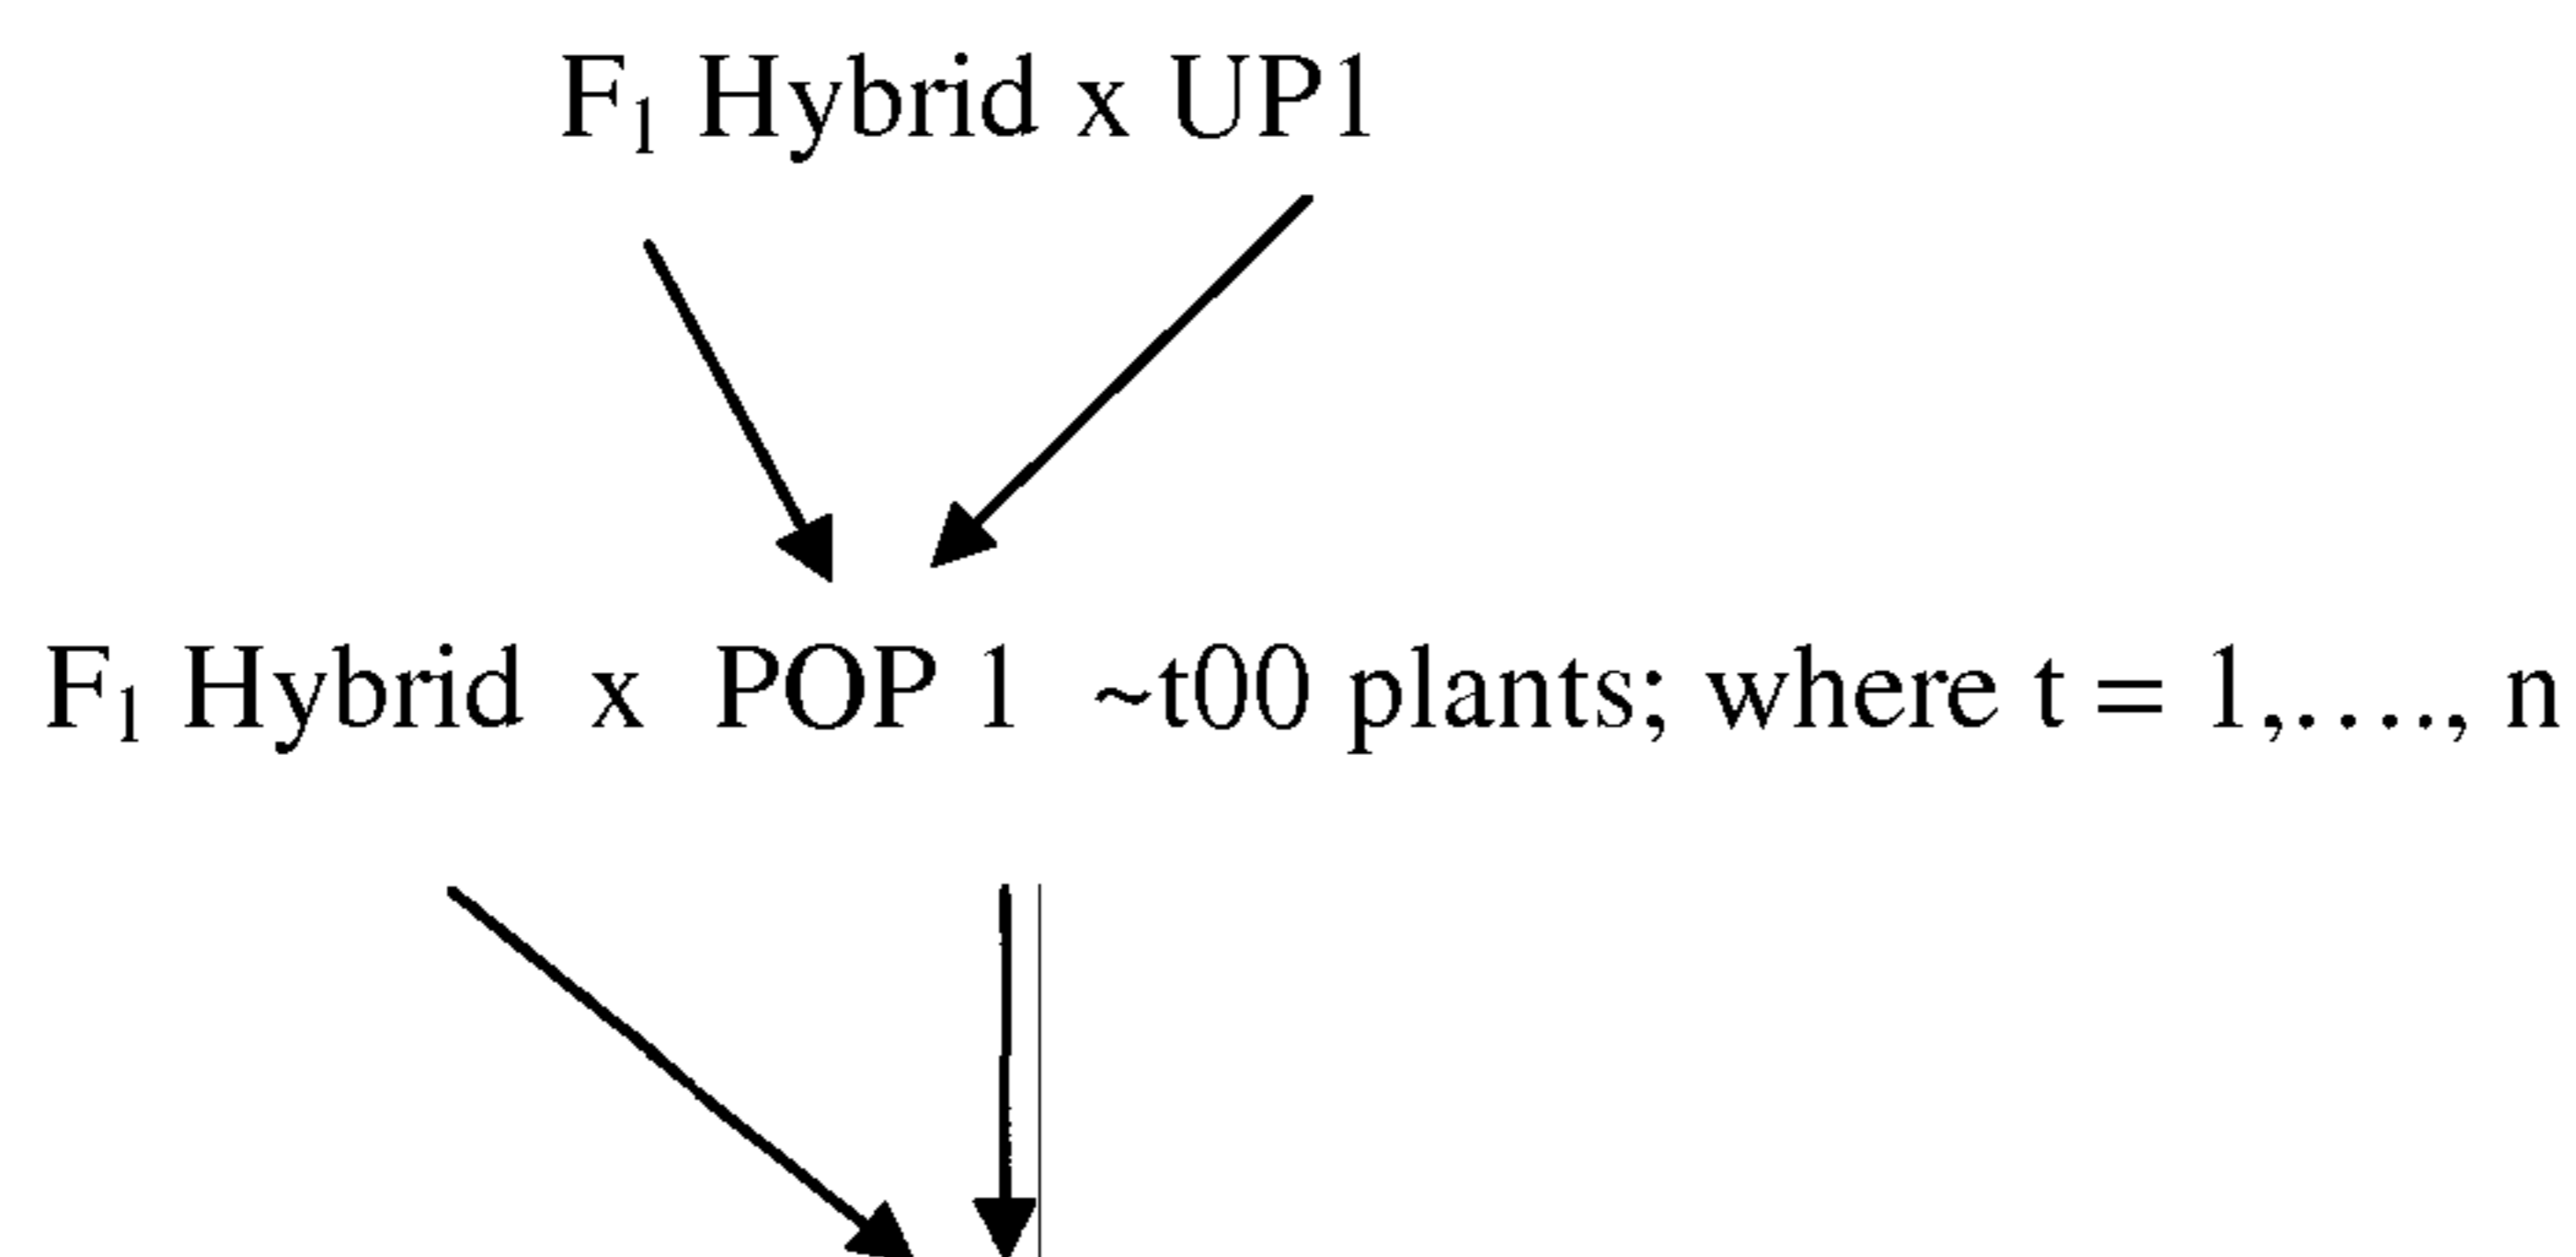 F₁ Hybrid x UP1
F₁ Hybrid x POP 1 ~t00 plants; where t = 1,...., n